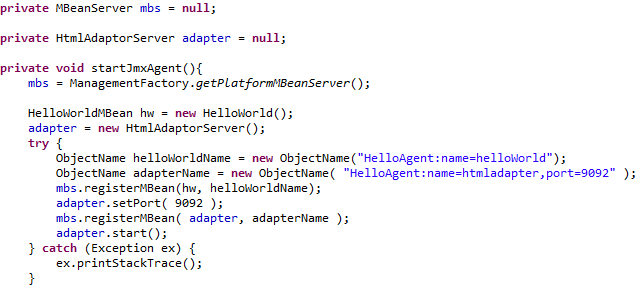 private MBeanServer mbs = null;
private HtmlAdaptorServer adapter = null;
private void startJmxAgent(){
mbs = ManagementFactory.getPlatformMBeanServer();
HelloWorldMBean hw = new HelloWorld();
adapter = new HtmlAdaptorServer();
try {
ObjectName helloWorldName = new ObjectName("HelloAgent:name=helloWorld");
ObjectName adapterName = new ObjectName( "HelloAgent:name=htmladapter,port=9092" );
mbs.registerMBean(hw, helloWorldName);
adapter.setPort( 9092 );
mbs.registerMBean( adapter, adapterName );
adapter.start();
} catch (Exception ex) {
ex.printStackTrace();
}